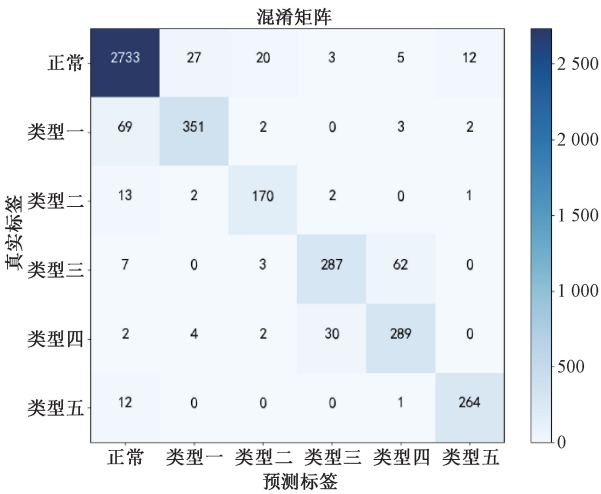 混淆矩阵
真实标签
正常 2733 27 20 3 5 12
类型一 69 351 2 0 3 2
类型二 13 2 170 2 0 1
类型三 7 0 3 287 62 0
类型四 2 4 2 30 289 0
类型五 12 0 0 0 1 264
正常 类型一 类型二 类型三 类型四 类型五
预测标签
2 500
2 000
1 500
1 000
500
0